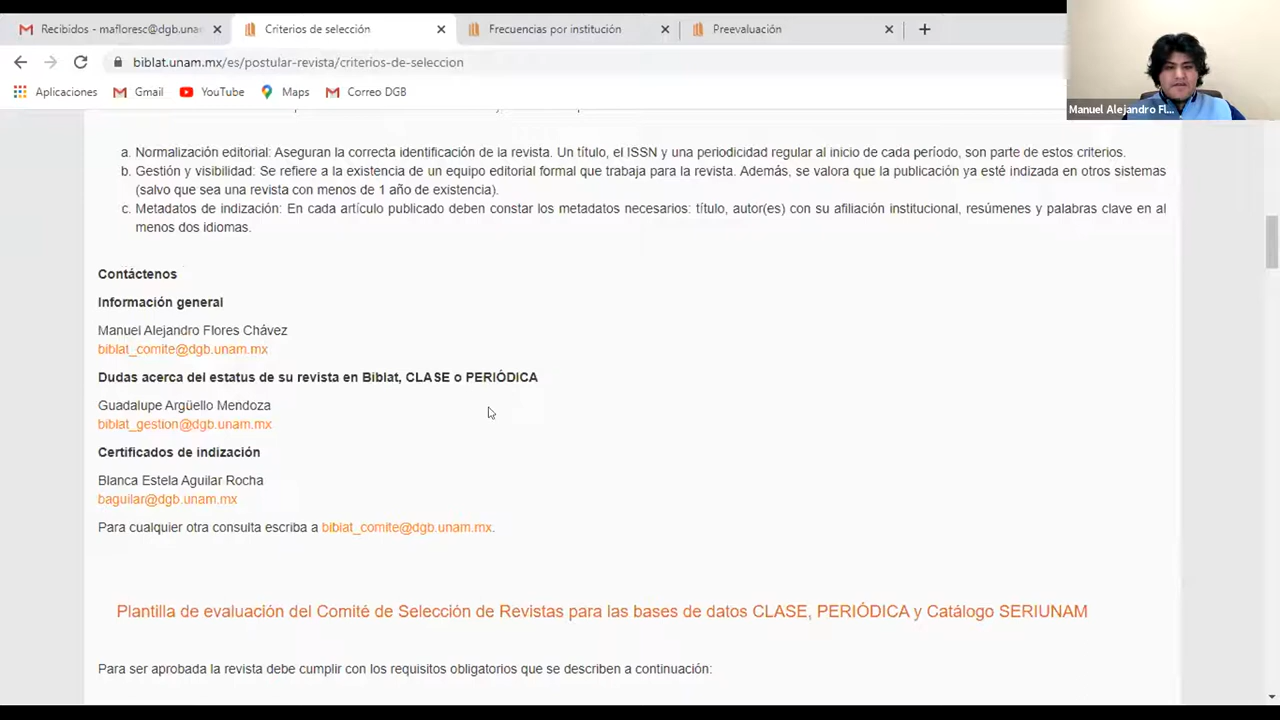 Recibidos - mafloresc@dgb.una
Criterios de selección
Frecuencias por institución
Preevaluación
biblat.unam.mx/es/postular-revista/criterios-de-seleccion
Aplicaciones
Gmail
YouTube
Maps
Correo DGB
Manuel Alejandro Fl...
a. Normalización editorial: Aseguran la correcta identificación de la revista. Un título, el ISSN y una periodicidad regular al inicio de cada período, son parte de estos criterios.
b. Gestión y visibilidad: Se refiere a la existencia de un equipo editorial formal que trabaja para la revista. Además, se valora que la publicación ya esté indizada en otros sistemas
(salvo que sea una revista con menos de 1 año de existencia).
c. Metadatos de indización: En cada artículo publicado deben constar los metadatos necesarios: título, autor(es) con su afiliación institucional, resúmenes y palabras clave en al
menos dos idiomas.
Contáctenos
Información general
Manuel Alejandro Flores Chávez
biblat_comite@dgb.unam.mx
Dudas acerca del estatus de su revista en Biblat, CLASE o PERIÓDICA
Guadalupe Argüello Mendoza
biblat_gestion@dgb.unam.mx
Certificados de indización
Blanca Estela Aguilar Rocha
baguilar@dgb.unam.mx
Para cualquier otra consulta escriba a biblat_comite@dgb.unam.mx.
Plantilla de evaluación del Comité de Selección de Revistas para las bases de datos CLASE, PERIÓDICA y Catálogo SERIUNAM
Para ser aprobada la revista debe cumplir con los requisitos obligatorios que se describen a continuación: